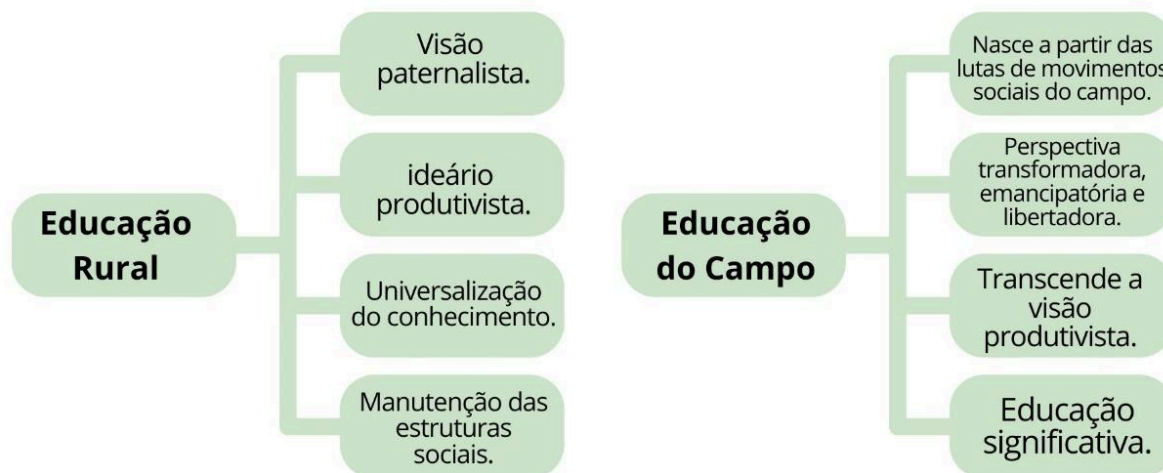 Educação
Rural
Visão
paternalista.
ideário
produtivista.
Universalização
do conhecimento.
Manutenção das
estruturas
sociais.
Educação
do Campo
Nasce a partir das
lutas de movimentos
sociais do campo.
Perspectiva
transformadora,
emancipatória e
libertadora.
Transcende a
visão
produtivista.
Educação
significativa.